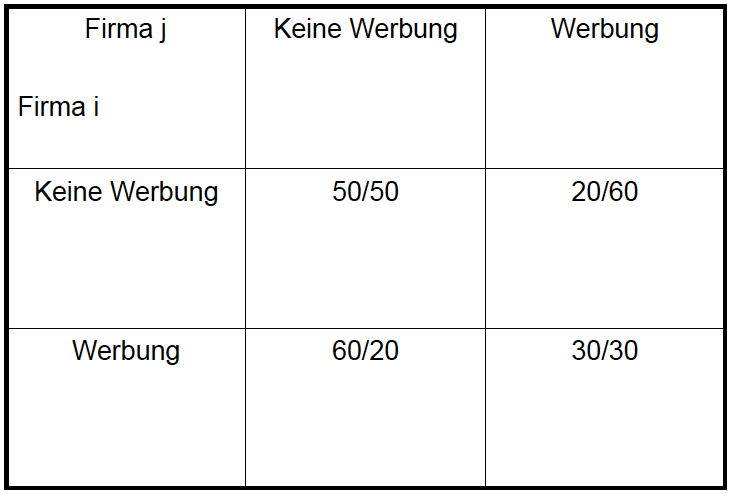 Firma j
Keine Werbung
Werbung
Firma i
Keine Werbung
50/50
20/60
Werbung
60/20
30/30